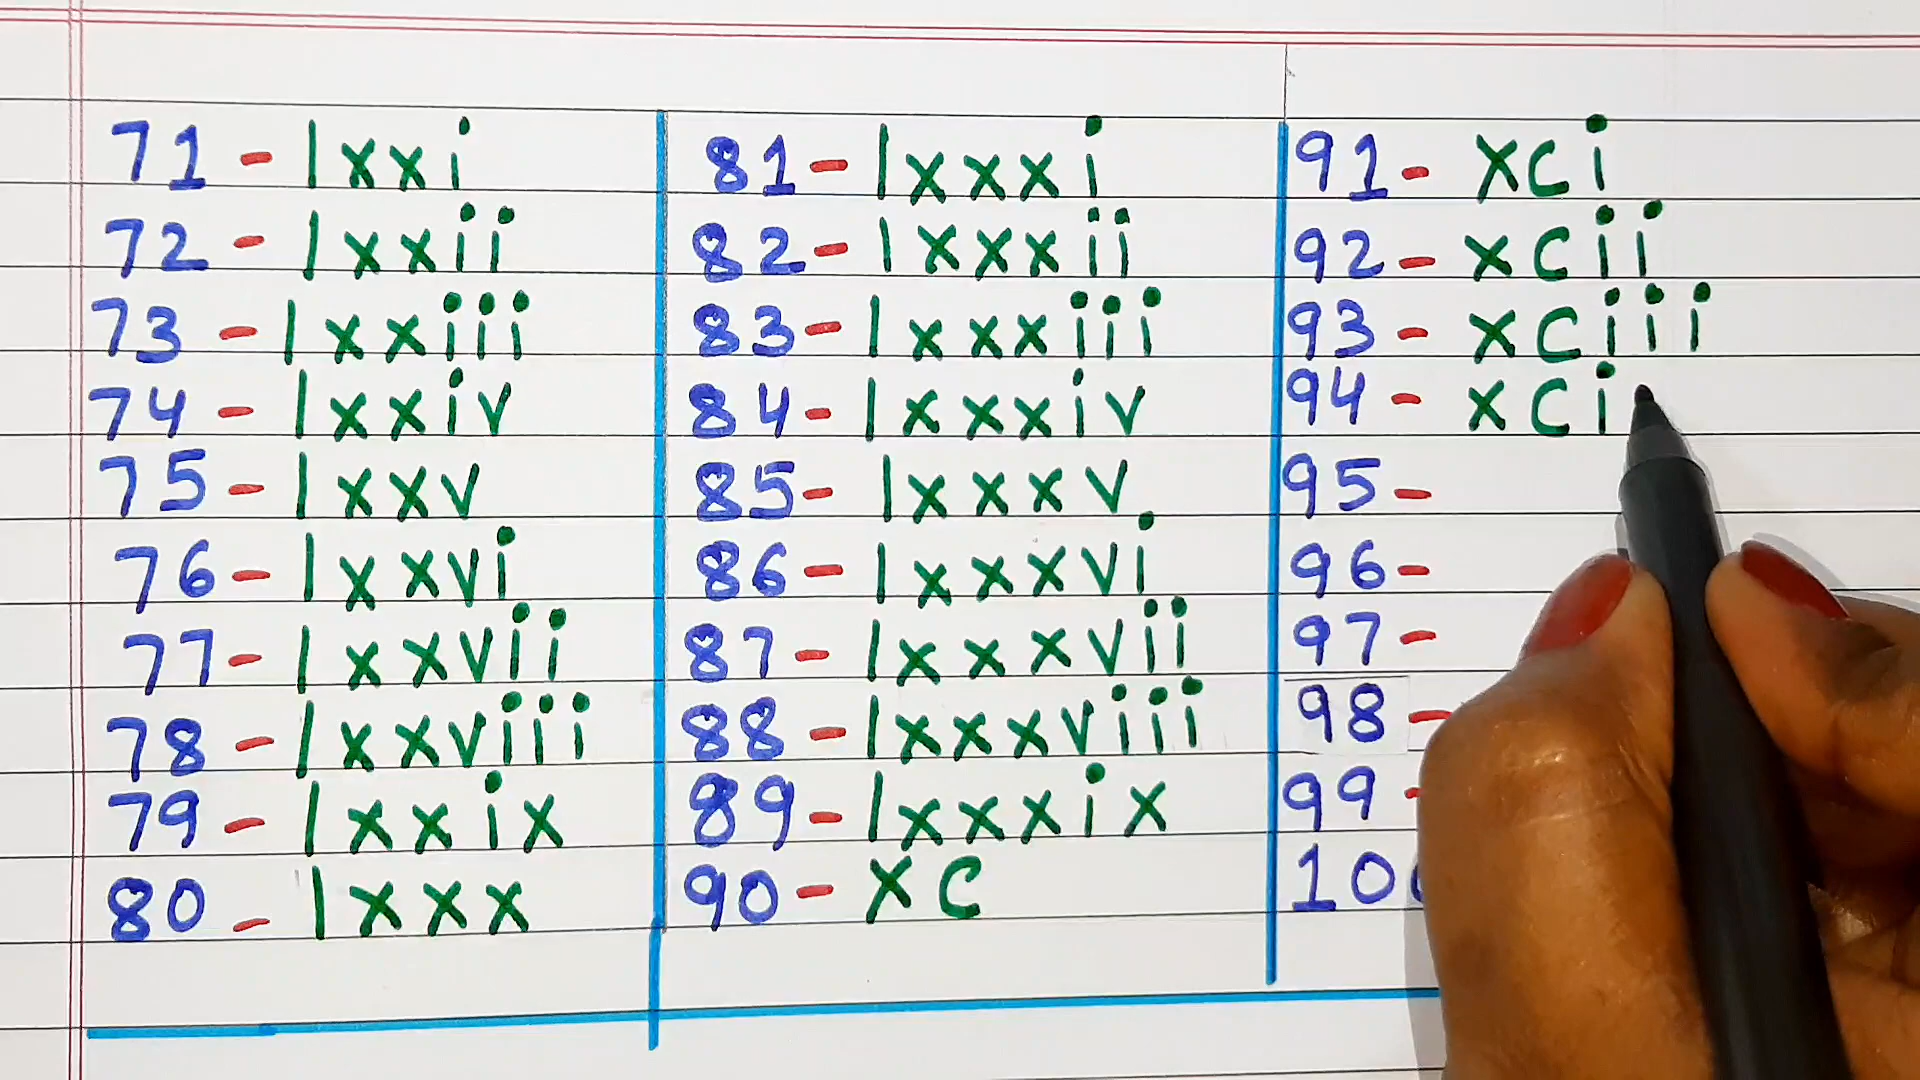 71 - lxxi
72 - lxxii
73 - lxxiii
74 - lxxiv
75 - lxxv
76 - lxxvi
77 - lxxvii
78 - lxxviii
79 - lxxix
80 - lxxx
81 - lxxxi
82 - lxxxii
83 - lxxxiii
84 - lxxxiv
85 - lxxxv
86 - lxxxvi
87 - lxxxvii
88 - lxxxviii
89 - lxxxix
90 - xc
91 - xci
92 - xcii
93 - xciii
94 - xci
95 -
96 -
97 -
98 -
99 -
100